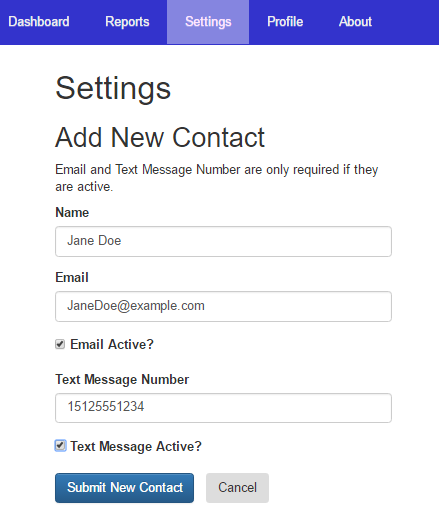 Dashboard Reports Settings Profile About
Settings
Add New Contact
Email and Text Message Number are only required if they
are active.
Name
Jane Doe
Email
JaneDoe@example.com
Email Active?
Text Message Number
15125551234
Text Message Active?
Submit New Contact Cancel